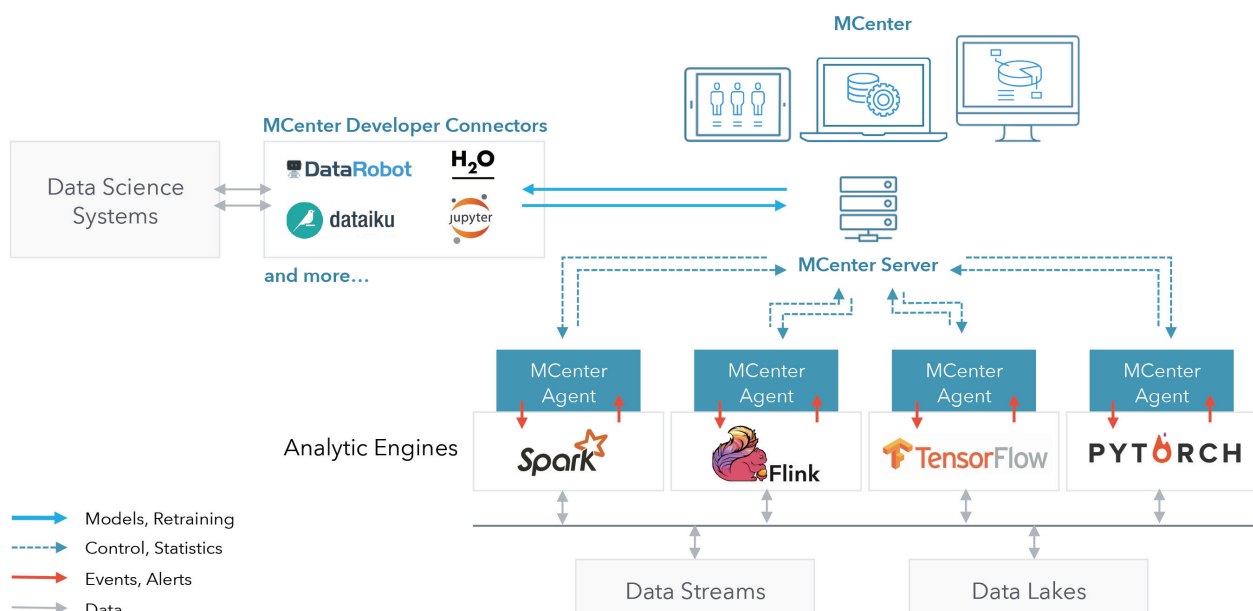 MCenter
MCenter Developer Connectors
Data Science
Systems
DataRobot
H2O
dataiku
jupyter
and more...
MCenter Server
MCenter
Agent
MCenter
Agent
MCenter
Agent
MCenter
Agent
Analytic Engines
Spark
Flink
TensorFlow
PYTORCH
Models, Retraining
Control, Statistics
Events, Alerts
Data
Data Streams
Data Lakes